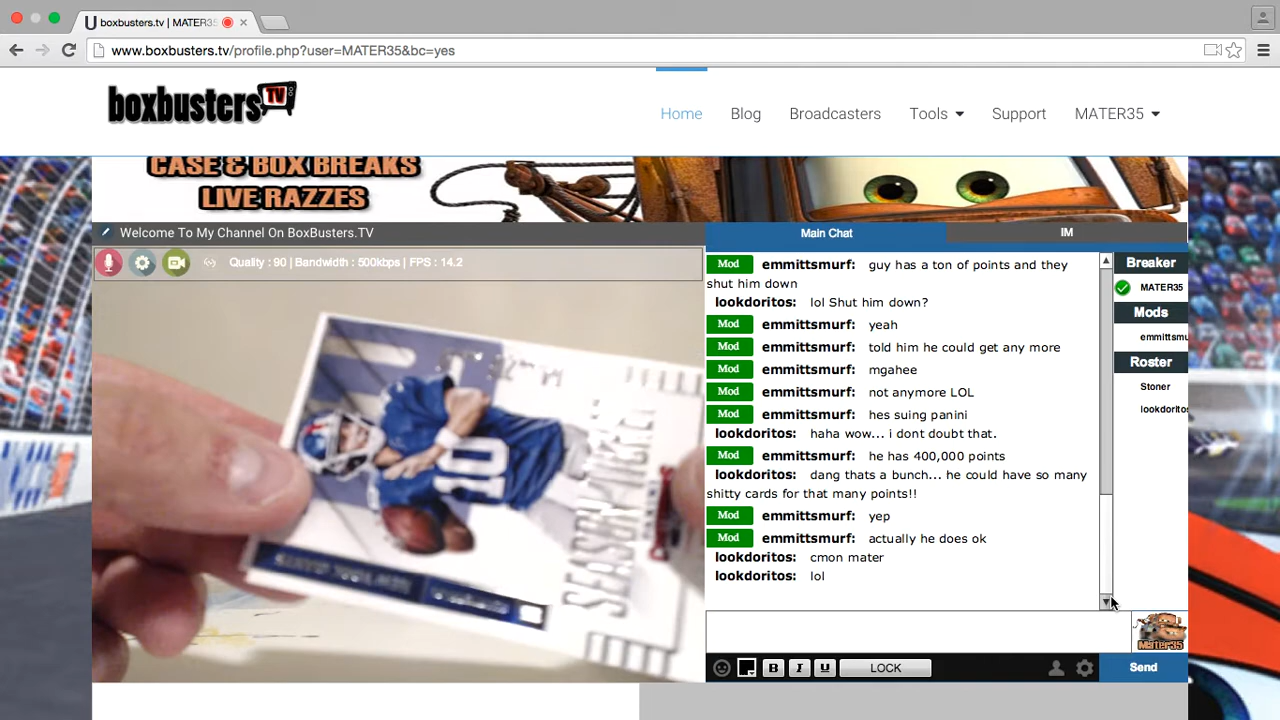 boxbusters.tv | MATER35
www.boxbusters.tv/profile.php?user=MATER35&bc=yes
boxbusters TV
Home Blog Broadcasters Tools Support MATER35
CASE & BOX BREAKS
LIVE RAZZES
Welcome To My Channel On BoxBusters.TV
Main Chat IM
Quality : 90 | Bandwidth : 500kbps | FPS : 14.2
Mod emmittsmurf: guy has a ton of points and they
shut him down
lookdoritos: lol Shut him down?
Mod emmittsmurf: yeah
Mod emmittsmurf: told him he could get any more
Mod emmittsmurf: mgahee
Mod emmittsmurf: not anymore LOL
Mod emmittsmurf: hes suing panini
lookdoritos: haha wow... i dont doubt that.
Mod emmittsmurf: he has 400,000 points
lookdoritos: dang thats a bunch... he could have so many
shitty cards for that many points!!
Mod emmittsmurf: yep
Mod emmittsmurf: actually he does ok
lookdoritos: cmon mater
lookdoritos: lol
Breaker
MATER35
Mods
emmittsmu
Roster
Stoner
lookdoritos
10
SEASON TICKET
Mater35
B I U LOCK Send